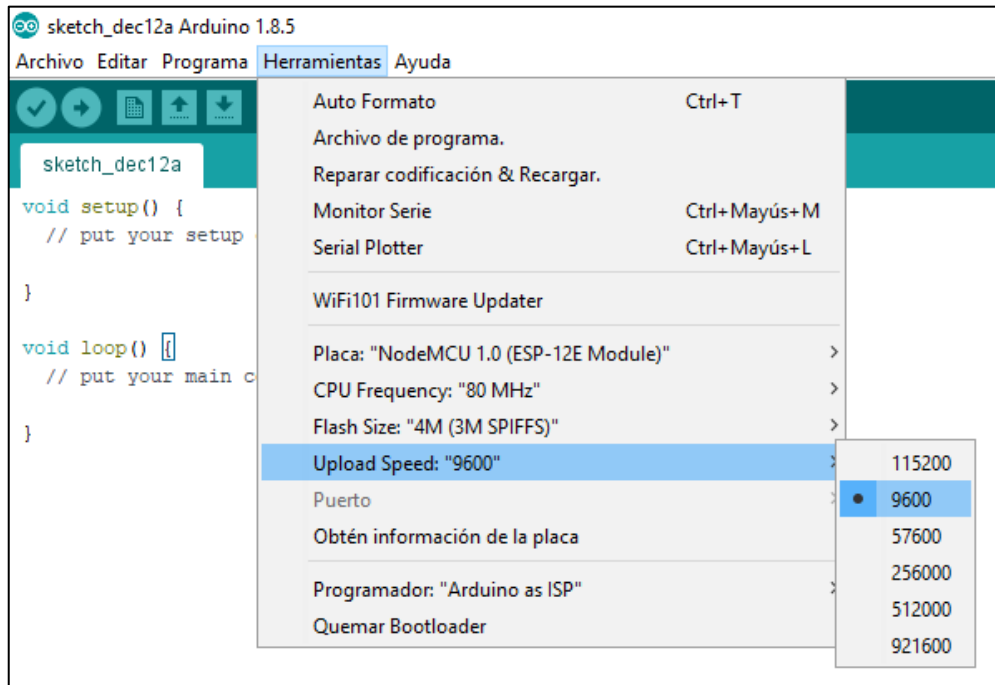 sketch_dec12a Arduino 1.8.5
Archivo Editar Programa Herramientas Ayuda
sketch_dec12a
void setup() {
// put your setup
}
void loop() {
// put your main c
}
Auto Formato Ctrl+T
Archivo de programa.
Reparar codificación & Recargar.
Monitor Serie Ctrl+Mayús+M
Serial Plotter Ctrl+Mayús+L
WiFi101 Firmware Updater
Placa: "NodeMCU 1.0 (ESP-12E Module)"
CPU Frequency: "80 MHz"
Flash Size: "4M (3M SPIFFS)"
Upload Speed: "9600"
Puerto
Obtén información de la placa
Programador: "Arduino as ISP"
Quemar Bootloader
115200
9600
57600
256000
512000
921600